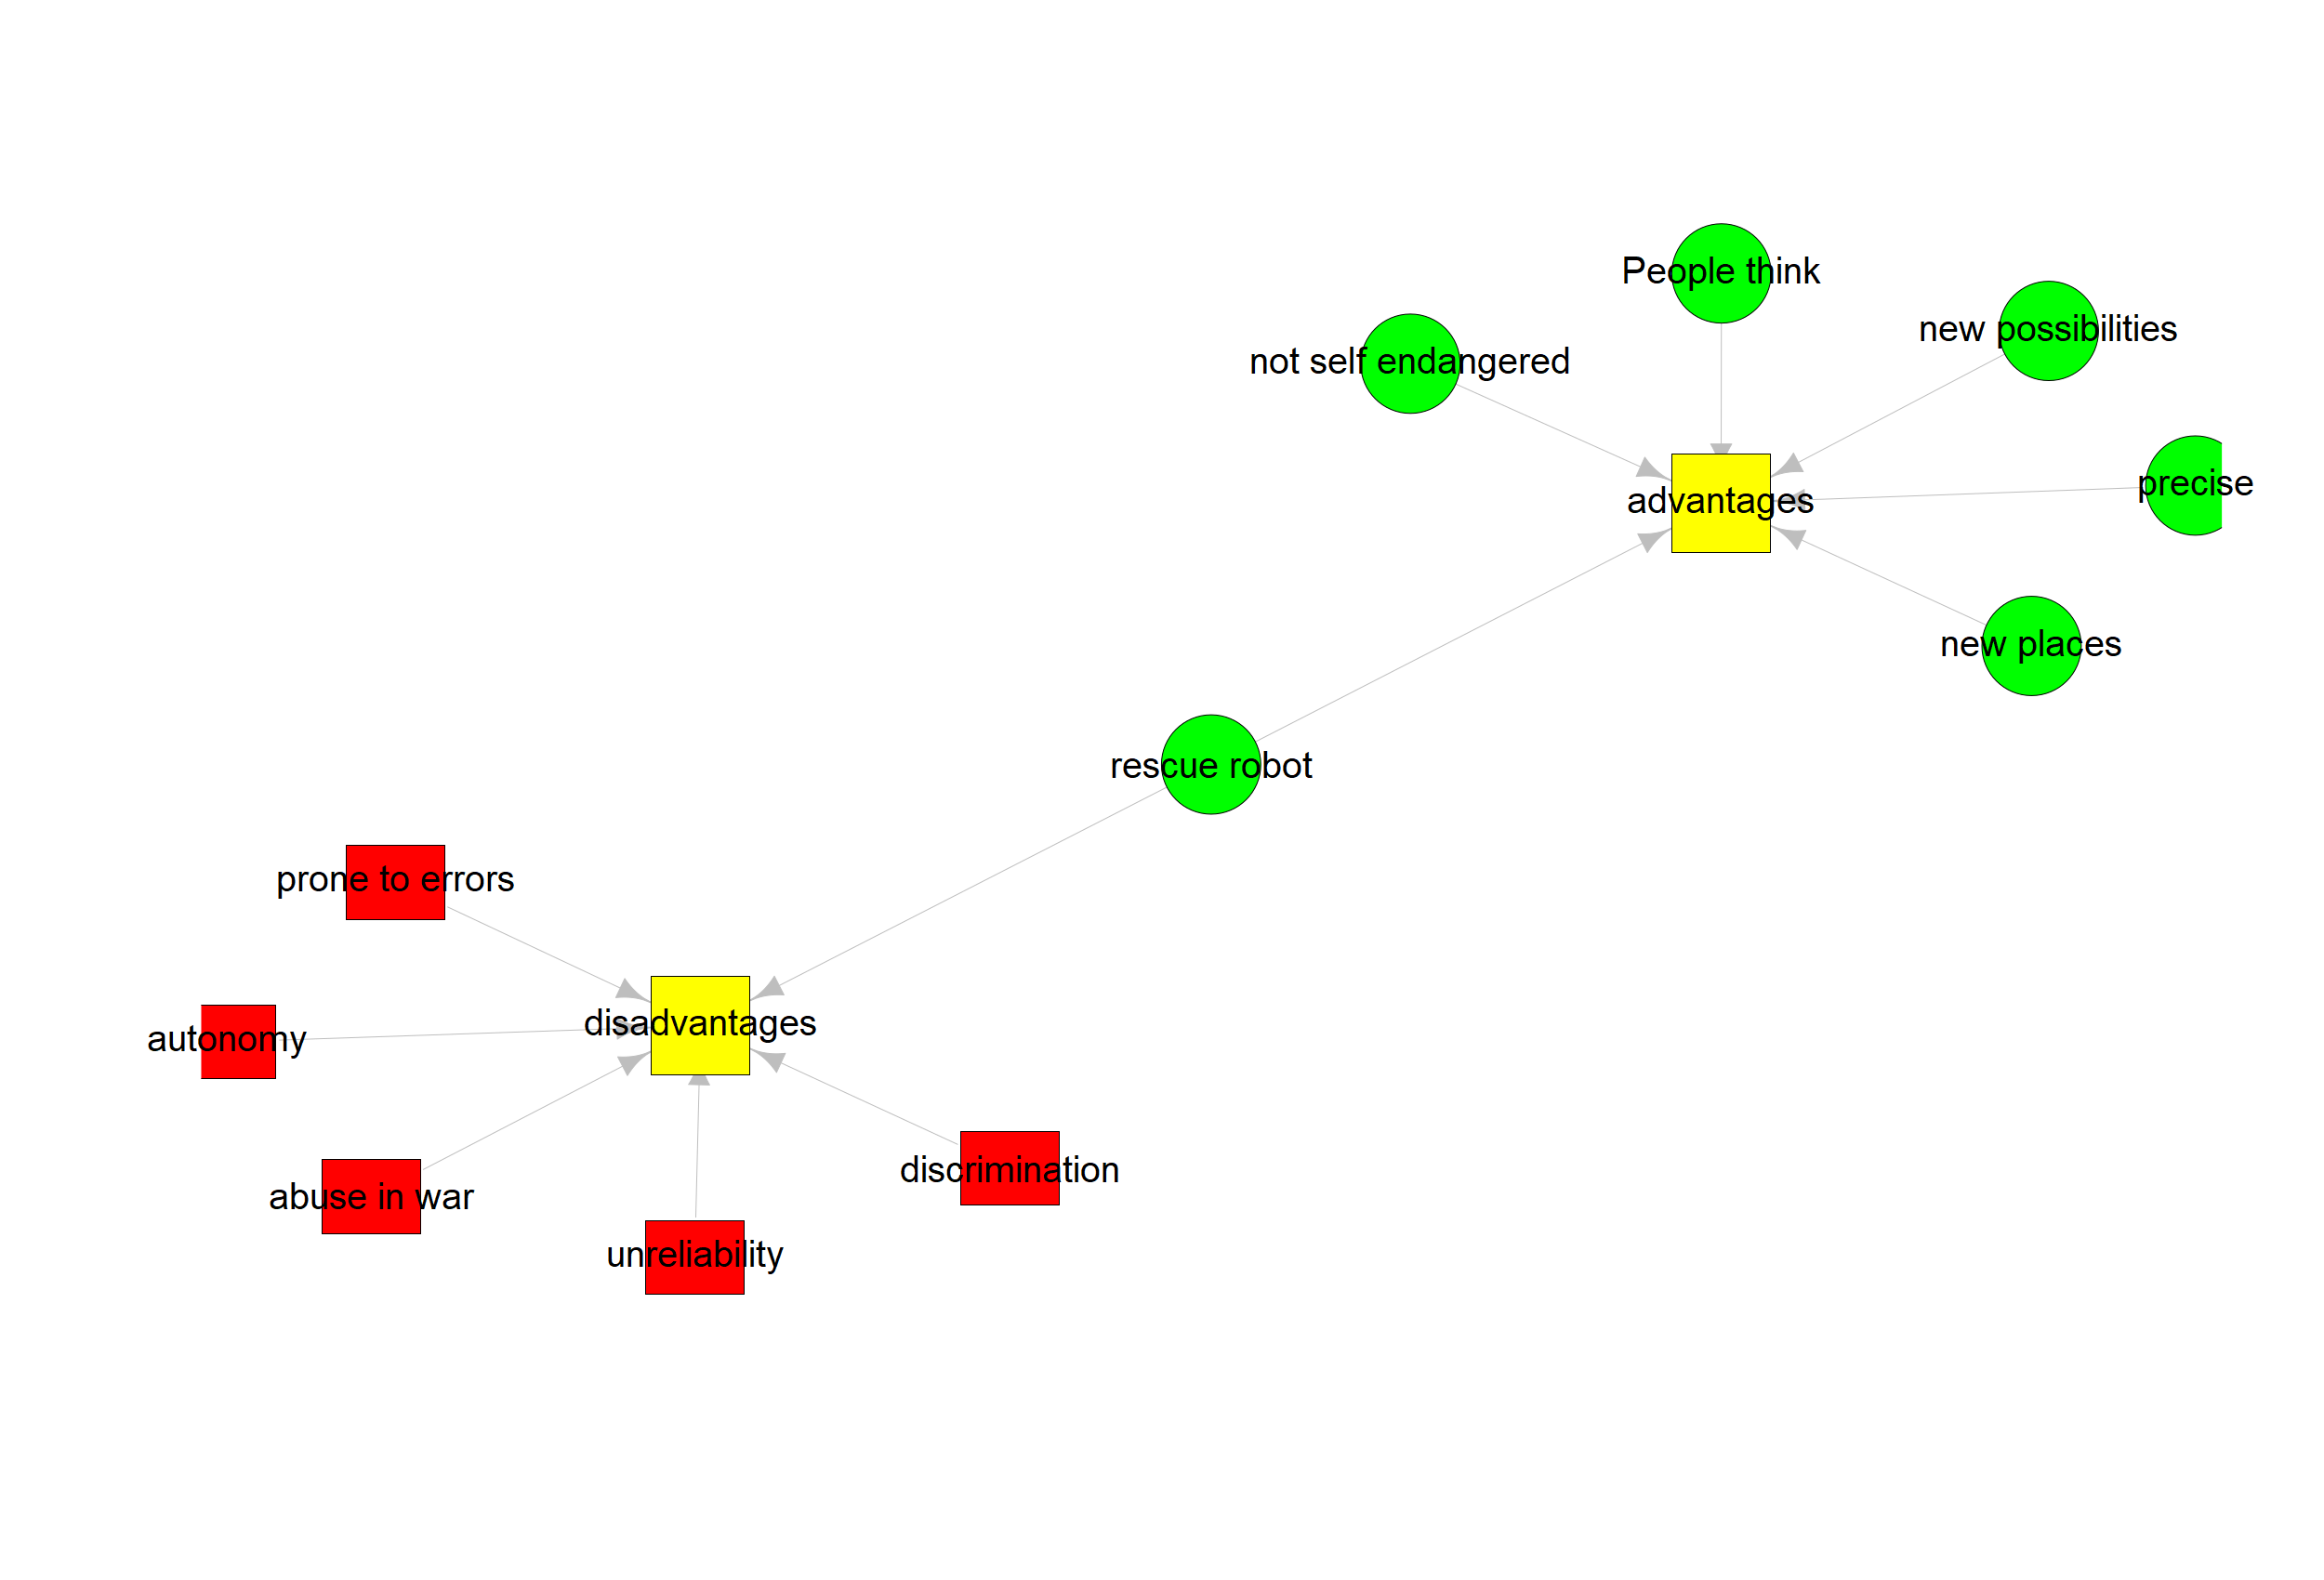 People think
new possibilities
not self endangered
precise
advantages
new places
rescue robot
prone to errors
disadvantages
autonomy
discrimination
abuse in war
unreliability